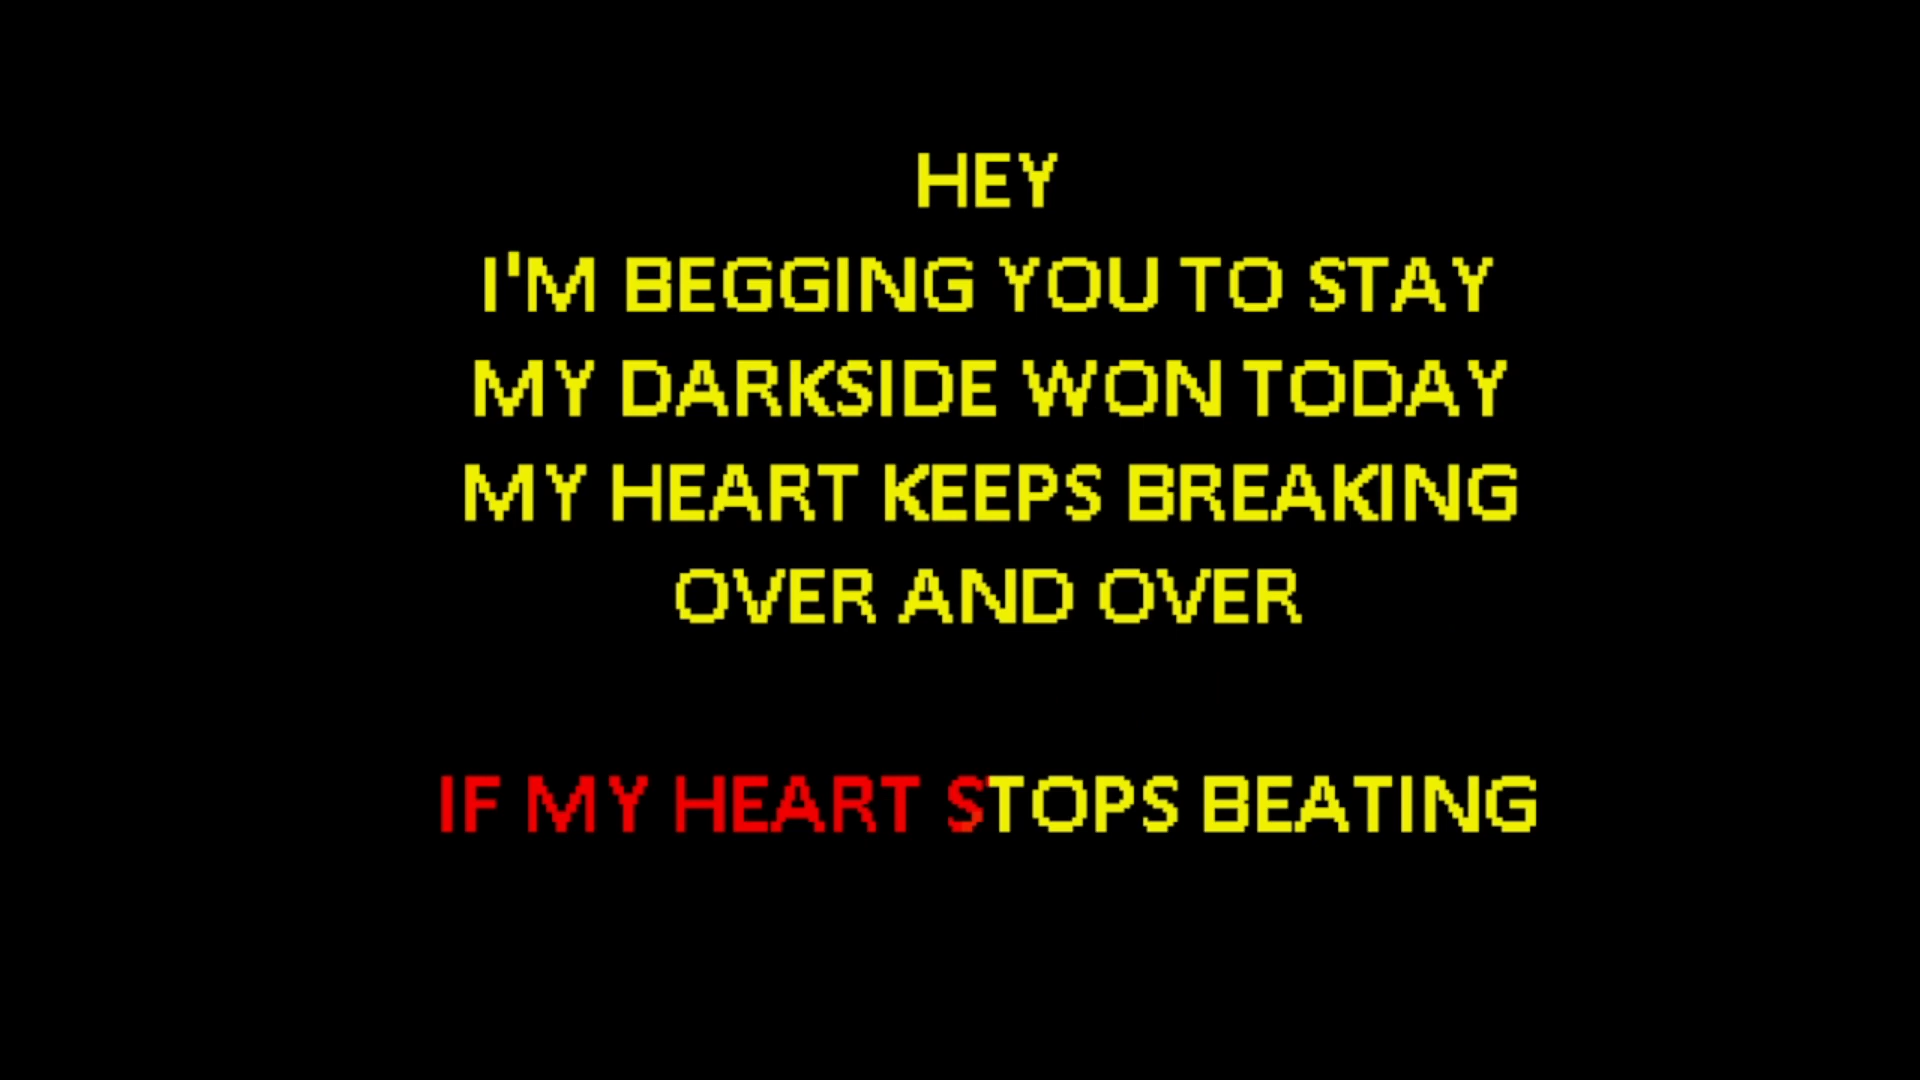 HEY
I'M BEGGING YOU TO STAY
MY DARKSIDE WON TODAY
MY HEART KEEPS BREAKING
OVER AND OVER
IF MY HEART STOPS BEATING